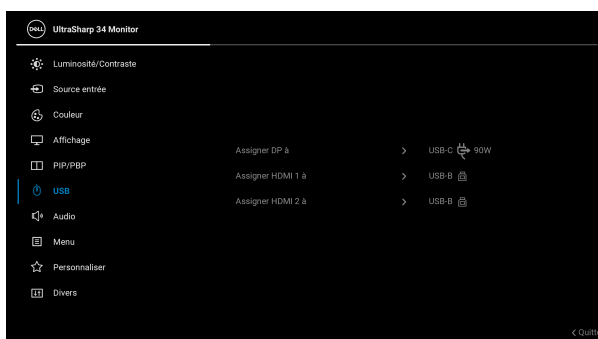 DELL UltraSharp 34 Monitor
Luminosité/Contraste
Source entrée
Couleur
Affichage
Assigner DP à USB-C 90W
PIP/PBP
Assigner HDMI 1 à USB-B
USB
Assigner HDMI 2 à USB-B
Audio
Menu
Personnaliser
Divers
Quitt